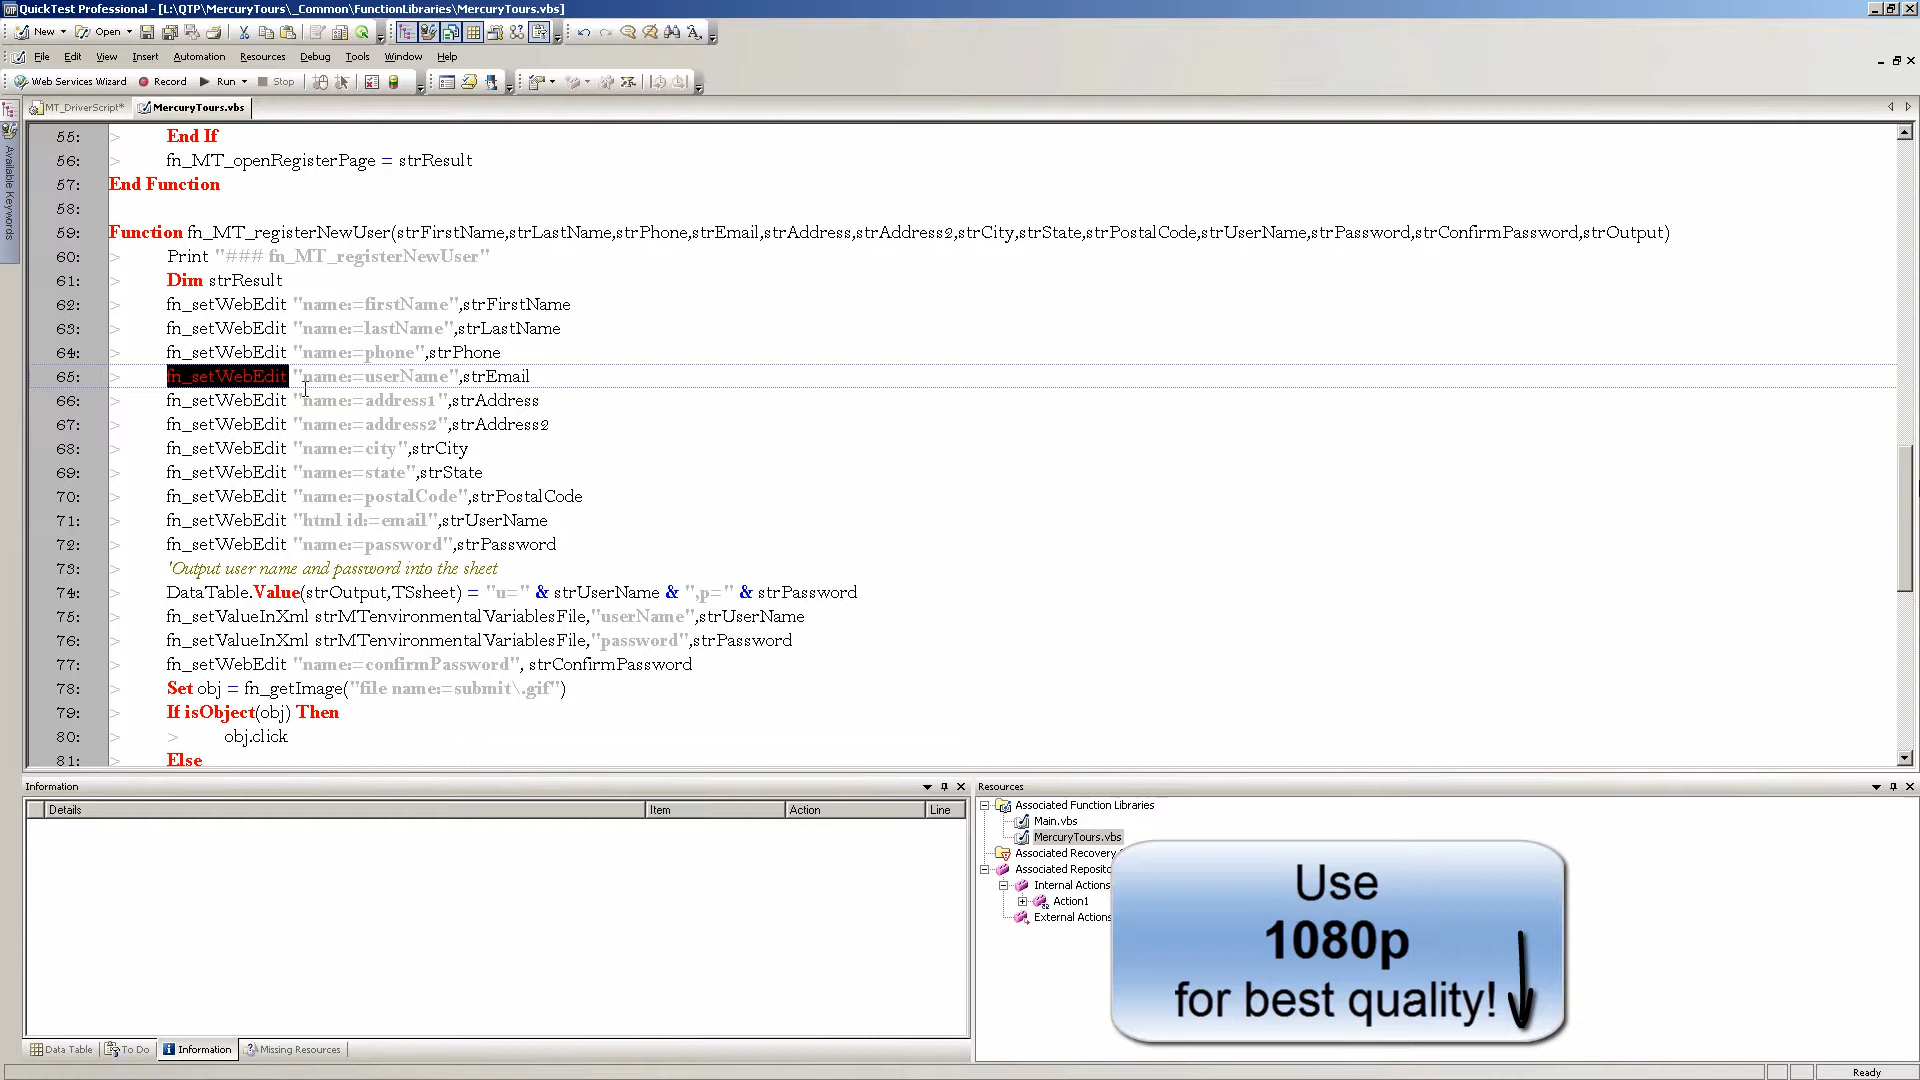 QuickTest Professional - [L:\QTP\MercuryTours\_Common\FunctionLibraries\MercuryTours.vbs]
New Open
File Edit View Insert Automation Resources Debug Tools Window Help
Web Services Wizard Record Run Stop
MT_DriverScript* MercuryTours.vbs
Available Keywords
55: > End If
56: > fn_MT_openRegisterPage = strResult
57: End Function
58:
59: Function fn_MT_registerNewUser(strFirstName,strLastName,strPhone,strEmail,strAddress,strAddress2,strCity,strState,strPostalCode,strUserName,strPassword,strConfirmPassword,strOutput)
60: > Print "### fn_MT_registerNewUser"
61: > Dim strResult
62: > fn_setWebEdit "name:=firstName",strFirstName
63: > fn_setWebEdit "name:=lastName",strLastName
64: > fn_setWebEdit "name:=phone",strPhone
65: > fn_setWebEdit "name:=userName",strEmail
66: > fn_setWebEdit "name:=address1",strAddress
67: > fn_setWebEdit "name:=address2",strAddress2
68: > fn_setWebEdit "name:=city",strCity
69: > fn_setWebEdit "name:=state",strState
70: > fn_setWebEdit "name:=postalCode",strPostalCode
71: > fn_setWebEdit "html id:=email",strUserName
72: > fn_setWebEdit "name:=password",strPassword
73: > 'Output user name and password into the sheet
74: > DataTable.Value(strOutput,TSsheet) = "u=" & strUserName & ",p=" & strPassword
75: > fn_setValueInXml strMTenvironmentalVariablesFile,"userName",strUserName
76: > fn_setValueInXml strMTenvironmentalVariablesFile,"password",strPassword
77: > fn_setWebEdit "name:=confirmPassword", strConfirmPassword
78: > Set obj = fn_getImage("file name:=submit\.gif")
79: > If isObject(obj) Then
80: > > obj.click
81: > Else
Information
Details Item Action Line
Data Table To Do Information Missing Resources
Resources
Associated Function Libraries
Main.vbs
MercuryTours.vbs
Associated Recovery
Associated Reposito
Internal Actions
Action1
External Actions
Use
1080p
for best quality!
Ready